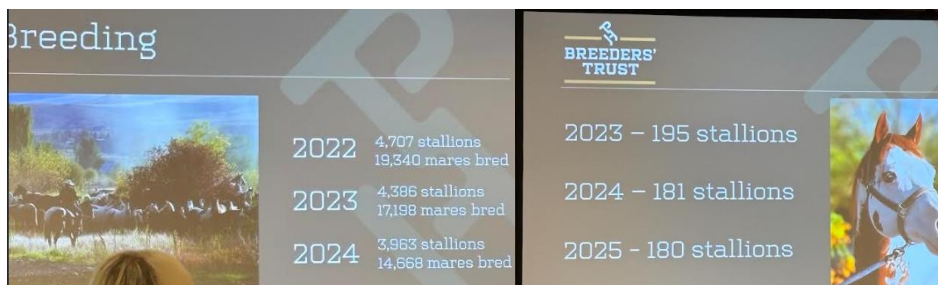 Breeding
2022
4,707 stallions
19,340 mares bred
2023
4,386 stallions
17,198 mares bred
2024
3,963 stallions
14,668 mares bred
BREEDERS'
TRUST
2023 – 195 stallions
2024 – 181 stallions
2025 - 180 stallions